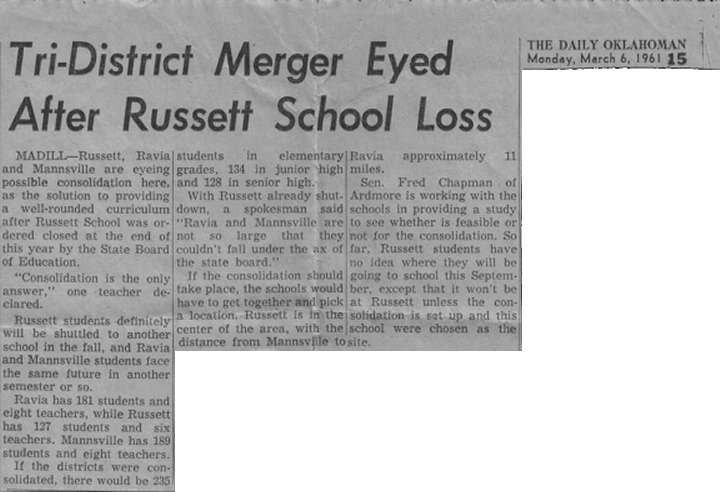 Tri-District Merger Eyed
After Russett School Loss
THE DAILY OKLAHOMAN
Monday, March 6, 1961 15
MADILL—Russett, Ravia
and Mannsville are eyeing
possible consolidation here,
as the solution to providing
a well-rounded curriculum
after Russett School was or-
dered closed at the end of
this year by the State Board
of Education.
"Consolidation is the only
answer," one teacher de-
clared.
Russett students definitely
will be shuttled to another
school in the fall, and Ravia
and Mannsville students face
the same future in another
semester or so.
Ravia has 181 students and
eight teachers, while Russett
has 127 students and six
teachers. Mannsville has 189
students and eight teachers.
If the districts were con-
solidated, there would be 235
students in elementary
grades, 134 in junior high
and 128 in senior high.
With Russett already shut-
down, a spokesman said
"Ravia and Mannsville are
not so large that they
couldn't fall under the ax of
the state board."
If the consolidation should
take place, the schools would
have to get together and pick
a location. Russett is in the
center of the area, with the
distance from Mannsville to
Ravia approximately 11
miles.
Sen. Fred Chapman of
Ardmore is working with the
schools in providing a study
to see whether is feasible or
not for the consolidation. So
far, Russett students have
no idea where they will be
going to school this Septem-
ber, except that it won't be
at Russett unless the con-
solidation is set up and this
school were chosen as the
site.